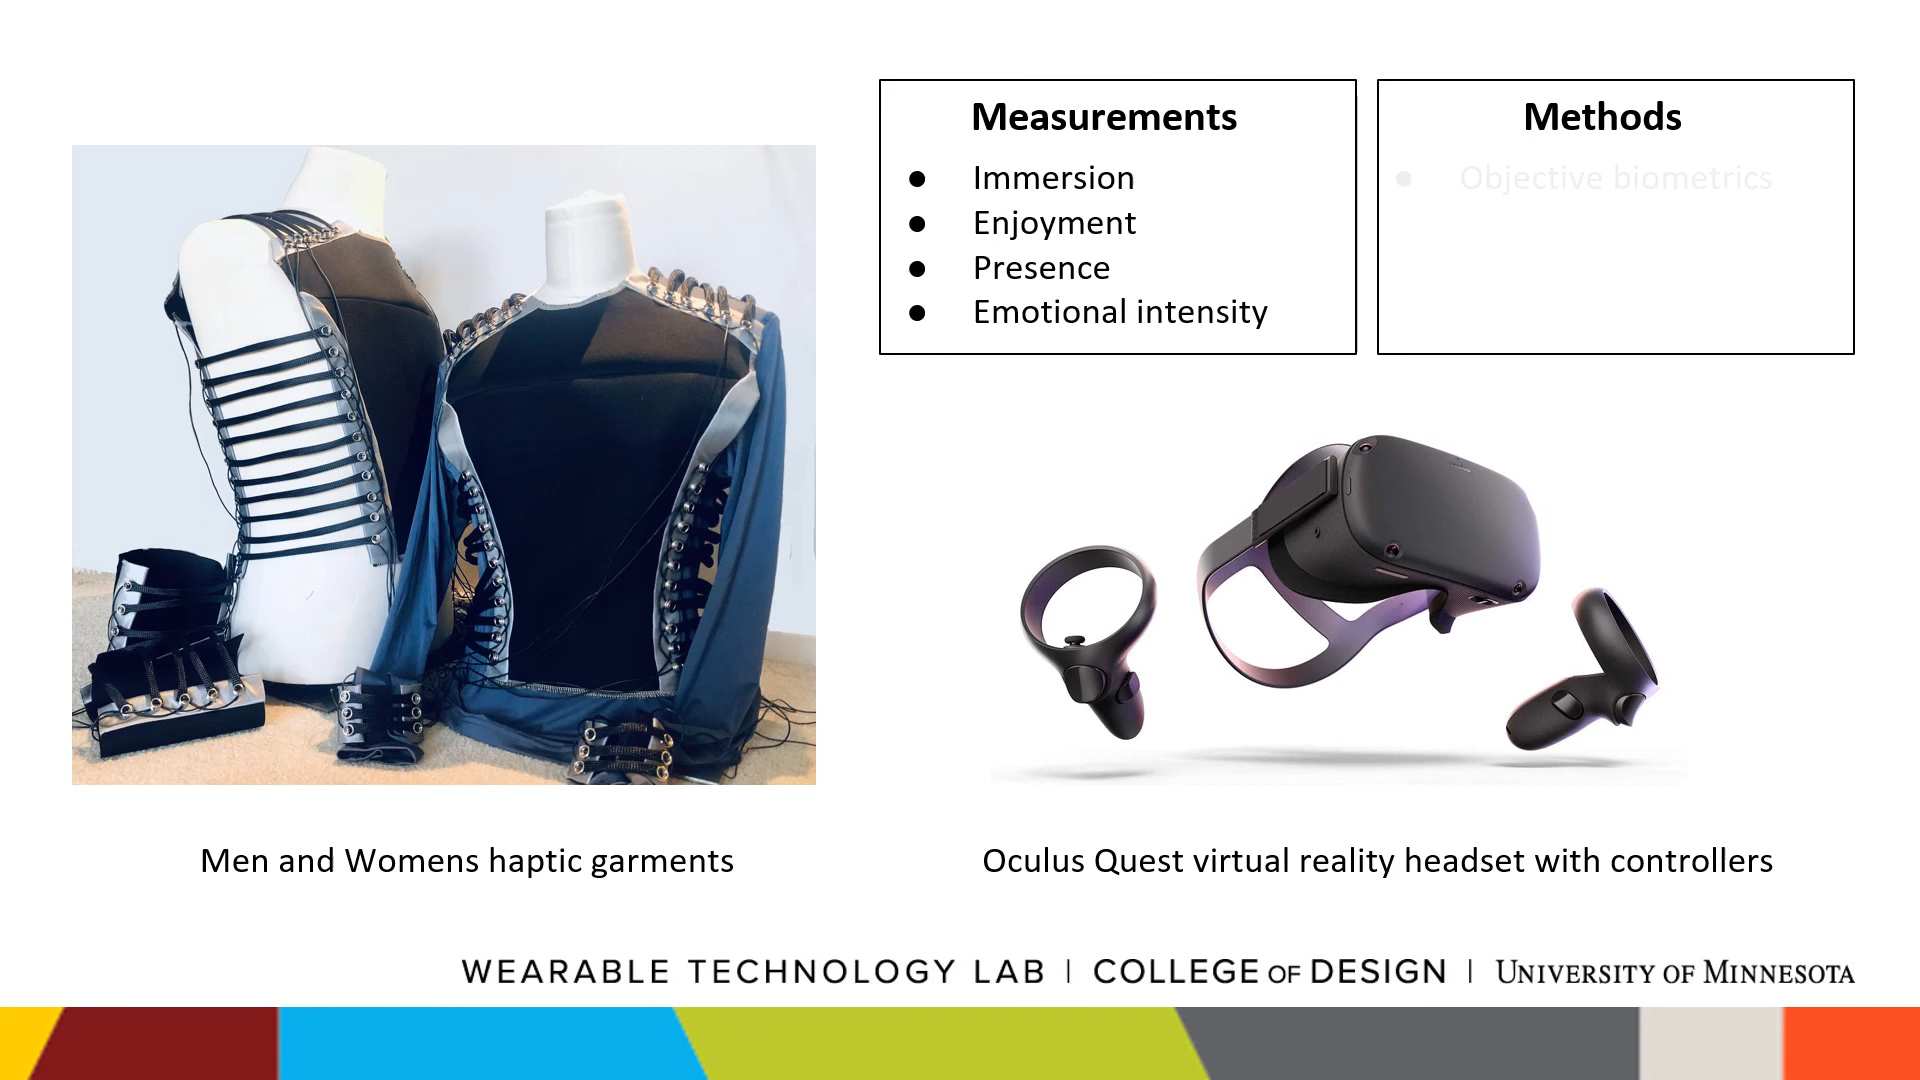 Measurements
● Immersion
● Enjoyment
● Presence
● Emotional intensity
Methods
● Objective biometrics
Men and Womens haptic garments
Oculus Quest virtual reality headset with controllers
WEARABLE TECHNOLOGY LAB | COLLEGE OF DESIGN | UNIVERSITY OF MINNESOTA